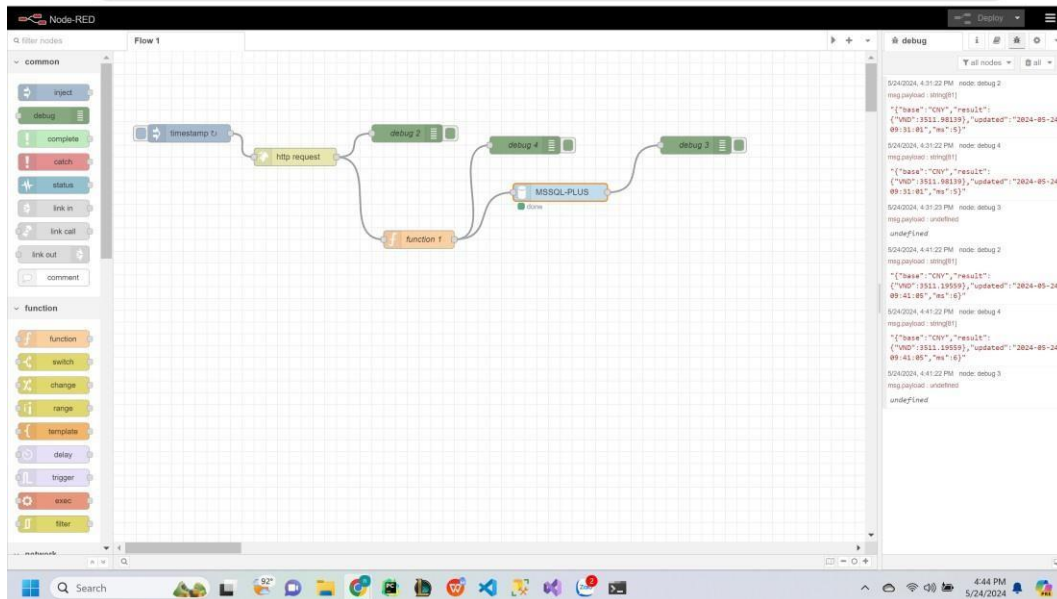 Node-RED
Deploy
filter nodes
Flow 1
debug
all nodes
all
common
inject
debug
complete
catch
status
link in
link call
link out
comment
function
function
switch
change
range
template
delay
trigger
exec
filter
network
timestamp ↻
http request
debug 2
debug 4
debug 3
MSSQL-PLUS
done
function 1
5/24/2024, 4:31:22 PM node: debug 2
msg.payload : string[61]
"{"base":"CNY","result":
{"VND":3511.98139},"updated":"2024-05-24
09:31:01","ms":5}"
5/24/2024, 4:31:22 PM node: debug 4
msg.payload : string[61]
"{"base":"CNY","result":
{"VND":3511.98139},"updated":"2024-05-24
09:31:01","ms":5}"
5/24/2024, 4:31:23 PM node: debug 3
msg.payload : undefined
undefined
5/24/2024, 4:41:22 PM node: debug 2
msg.payload : string[61]
"{"base":"CNY","result":
{"VND":3511.19559},"updated":"2024-05-24
09:41:05","ms":6}"
5/24/2024, 4:41:22 PM node: debug 4
msg.payload : string[61]
"{"base":"CNY","result":
{"VND":3511.19559},"updated":"2024-05-24
09:41:05","ms":6}"
5/24/2024, 4:41:22 PM node: debug 3
msg.payload : undefined
undefined
Search
92°
4:44 PM
5/24/2024